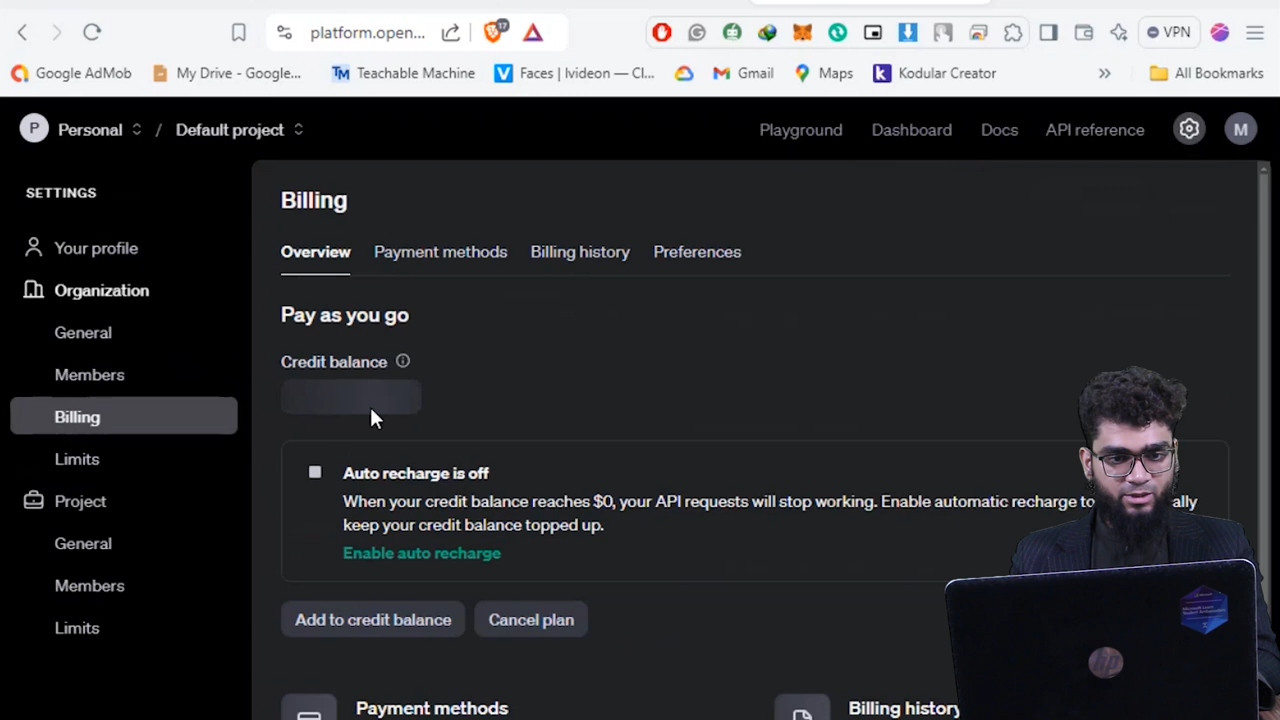 platform.open...
17
VPN
Google AdMob
My Drive - Google...
TM Teachable Machine
Faces | Ivideon — Cl...
Gmail
Maps
k Kodular Creator
All Bookmarks
P Personal / Default project
Playground
Dashboard
Docs
API reference
M
SETTINGS
Your profile
Organization
General
Members
Billing
Limits
Project
General
Members
Limits
Billing
Overview
Payment methods
Billing history
Preferences
Pay as you go
Credit balance
Auto recharge is off
When your credit balance reaches $0, your API requests will stop working. Enable automatic recharge to ally
keep your credit balance topped up.
Enable auto recharge
Add to credit balance
Cancel plan
Payment methods
Billing history
hp